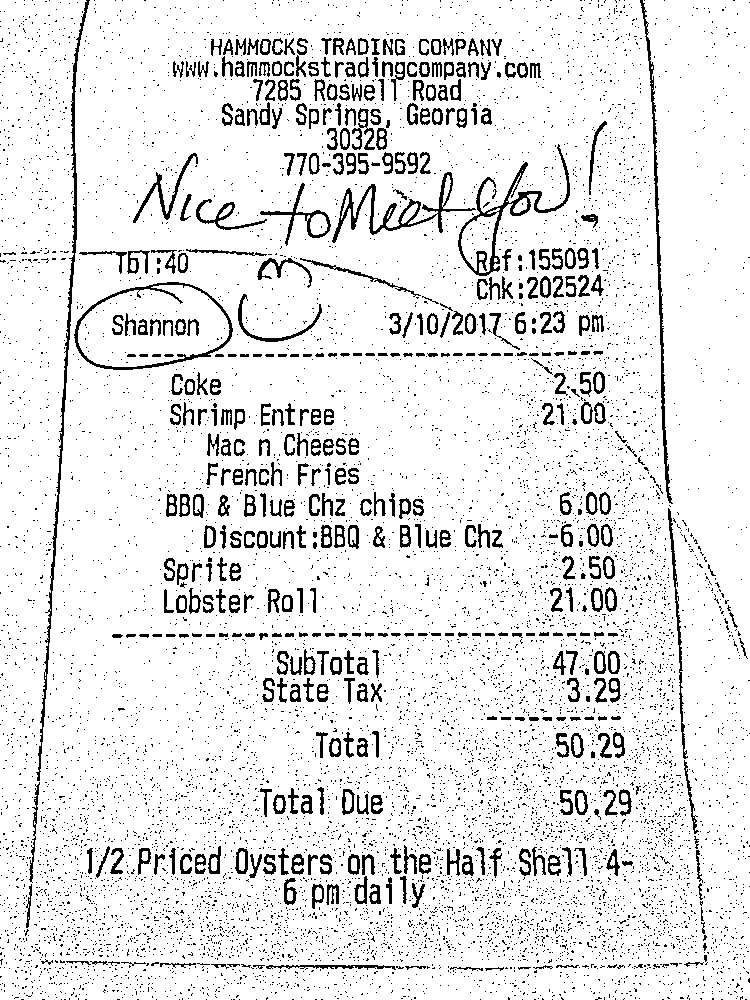 HAMMOCKS TRADING COMPANY
www.hammockstradingcompany.com
7285 Roswell Road
Sandy Springs, Georgia
30328
770-395-9592
Nice to Meet You!
Tbl:40 Ref:155091
Chk:202524
Shannon 3/10/2017 6:23 pm
Coke 2.50
Shrimp Entree 21.00
Mac n Cheese
French Fries
BBQ & Blue Chz chips 6.00
Discount:BBQ & Blue Chz -6.00
Sprite 2.50
Lobster Roll 21.00
SubTotal 47.00
State Tax 3.29
Total 50.29
Total Due 50.29
1/2 Priced Oysters on the Half Shell 4-
6 pm daily